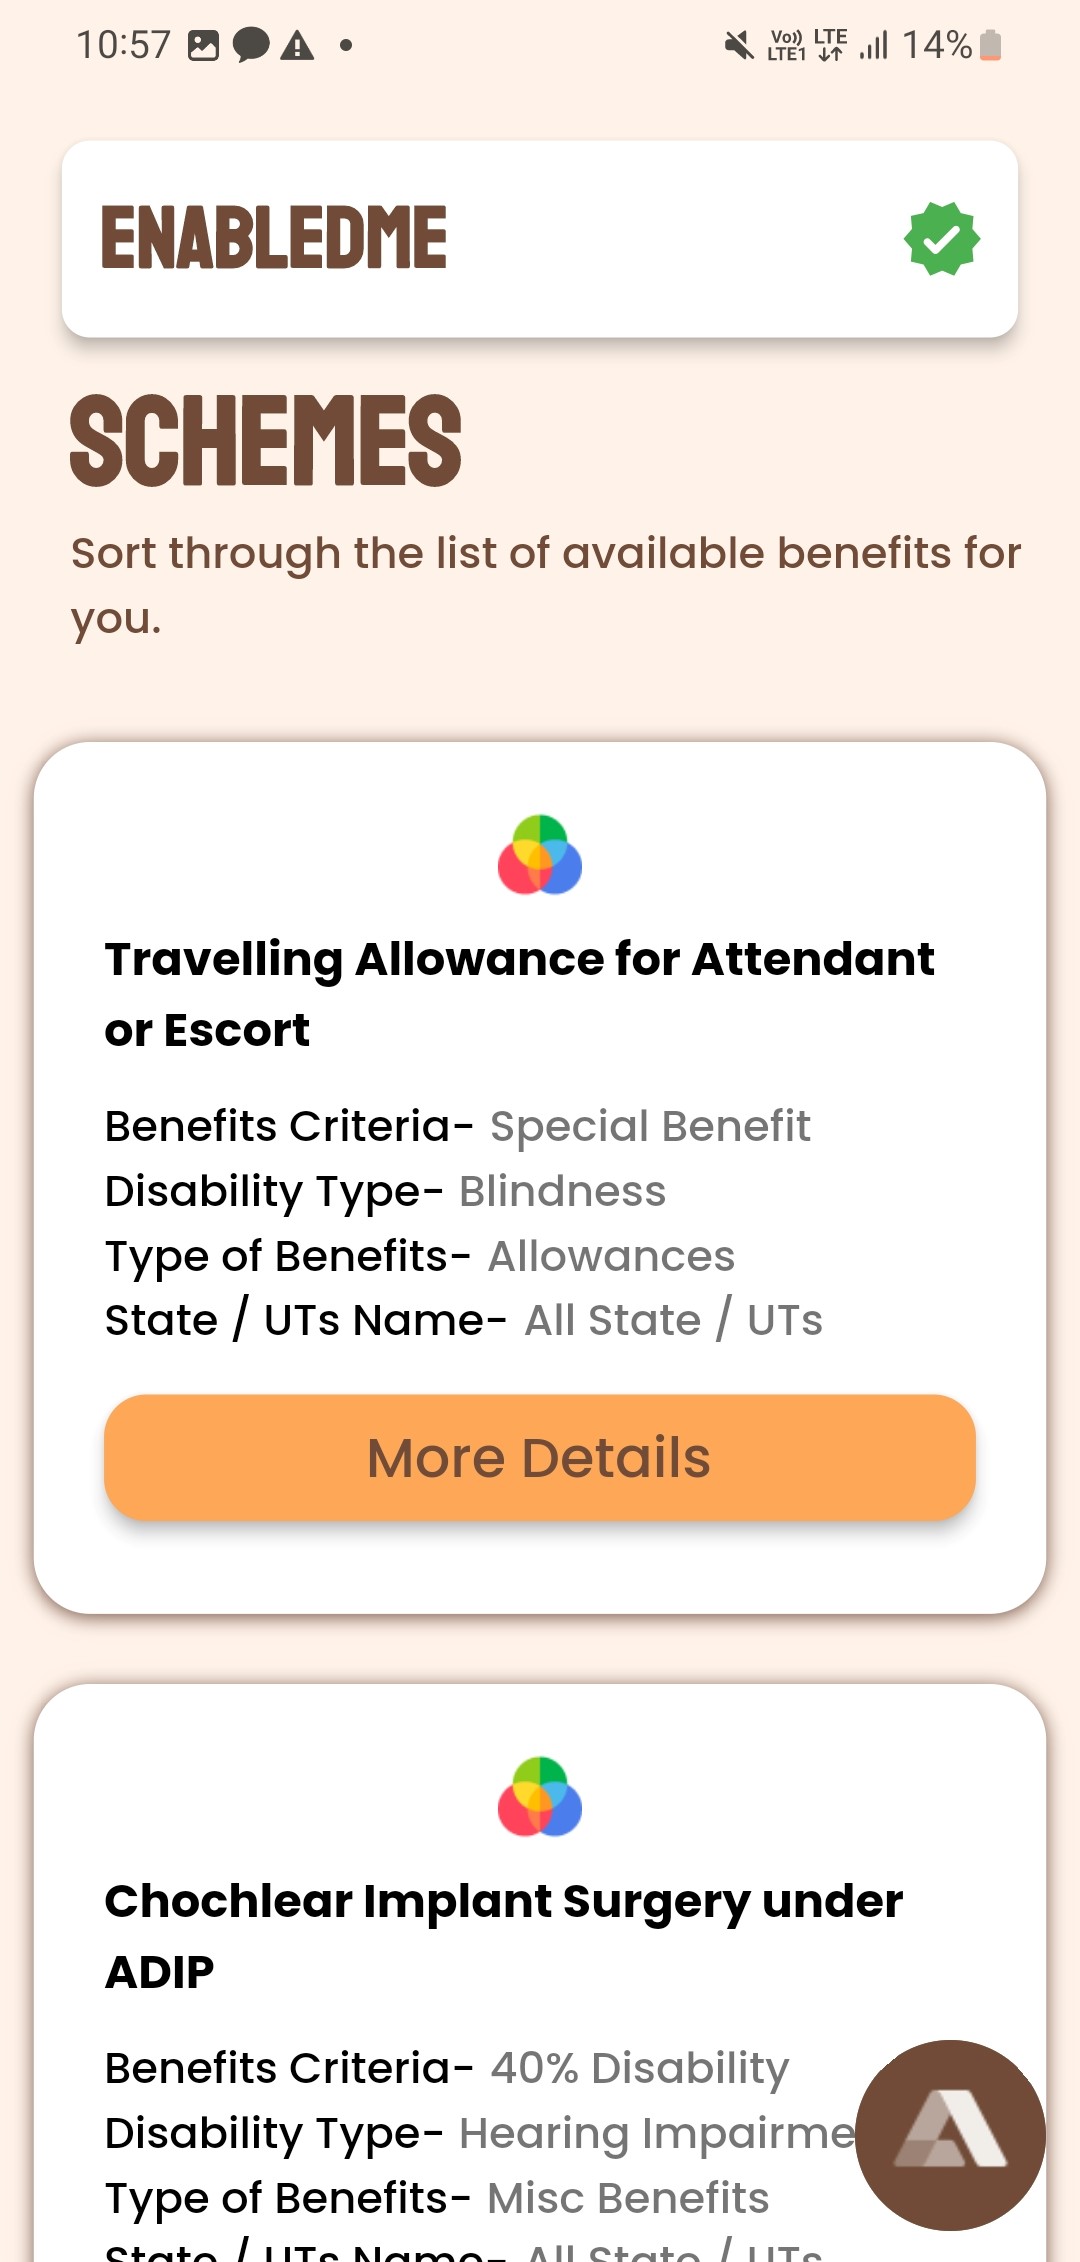 10:57
Vo)) LTE1 LTE 14%
ENABLEDME
SCHEMES
Sort through the list of available benefits for
you.
Travelling Allowance for Attendant
or Escort
Benefits Criteria- Special Benefit
Disability Type- Blindness
Type of Benefits- Allowances
State / UTs Name- All State / UTs
More Details
Chochlear Implant Surgery under
ADIP
Benefits Criteria- 40% Disability
Disability Type- Hearing Impairme
Type of Benefits- Misc Benefits
State / UTs Name- All State / UTs